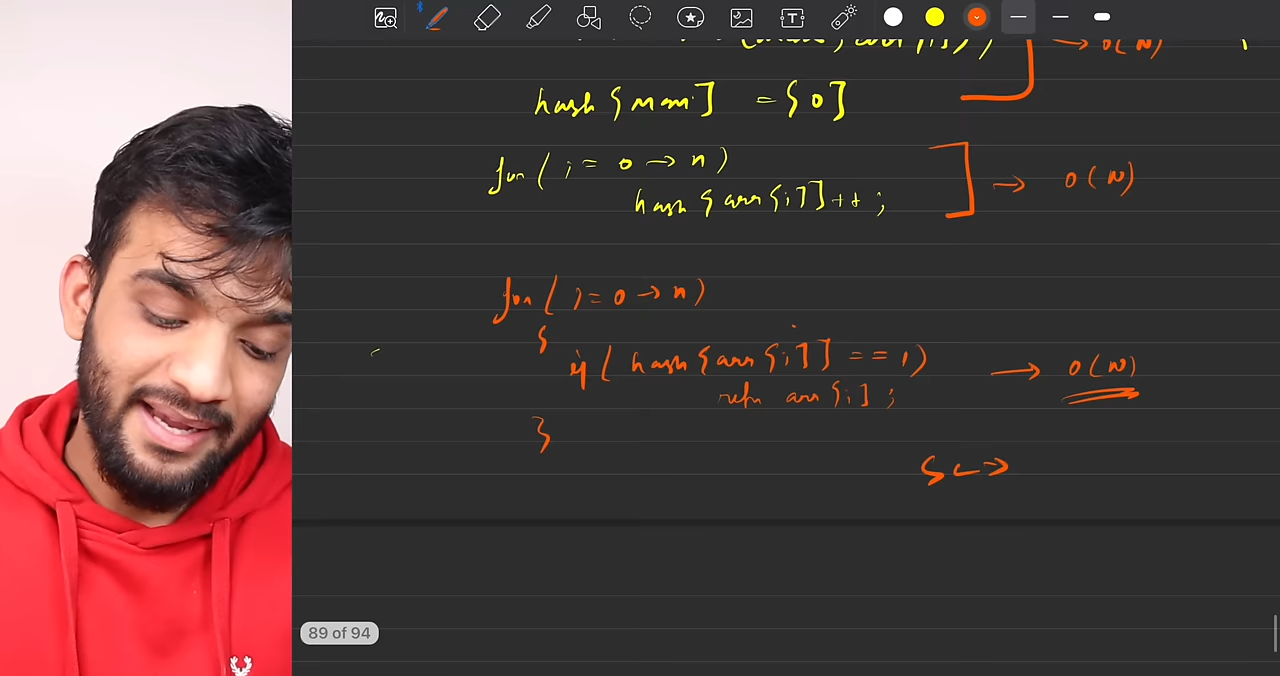 → O(N)
hash[maxi] = {0}
for(i = 0 → n)
hash[arr[i]]++; → O(N)
for(i = 0 → n)
{
if(hash[arr[i]] == 1) → O(N)
return arr[i];
}
SC →
89 of 94